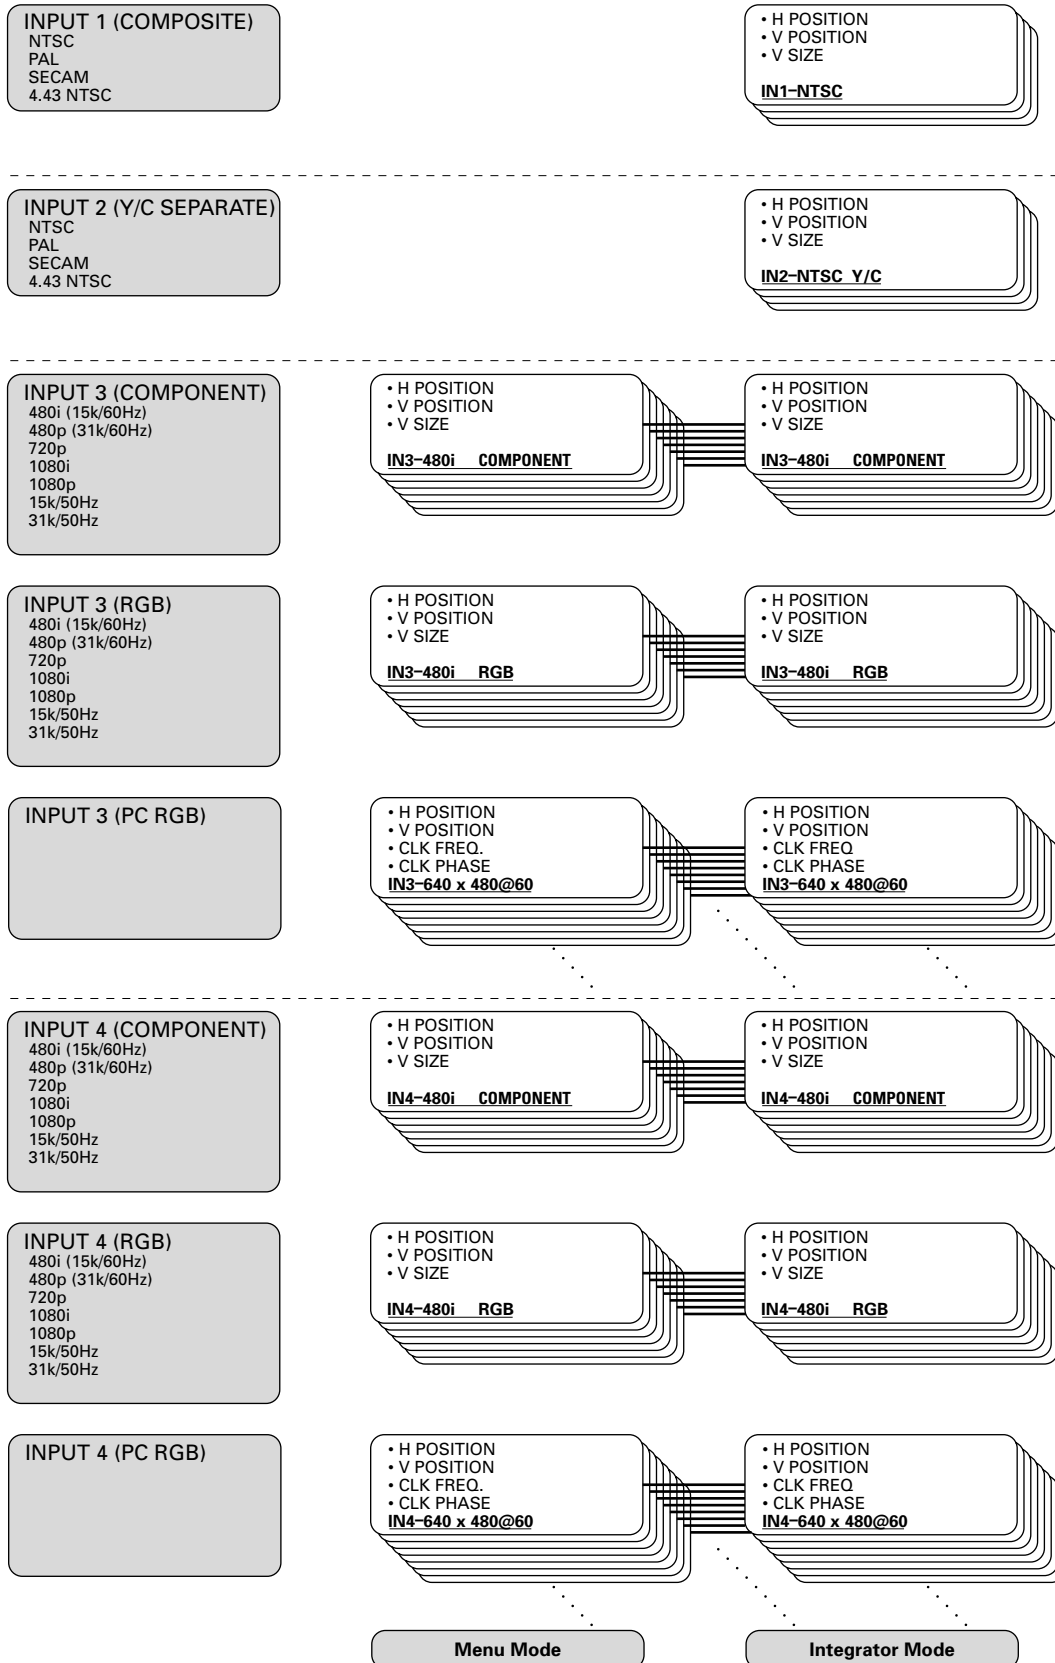 INPUT 1 (COMPOSITE)
NTSC
PAL
SECAM
4.43 NTSC
• H POSITION
• V POSITION
• V SIZE
IN1–NTSC
INPUT 2 (Y/C SEPARATE)
NTSC
PAL
SECAM
4.43 NTSC
• H POSITION
• V POSITION
• V SIZE
IN2–NTSC Y/C
INPUT 3 (COMPONENT)
480i (15k/60Hz)
480p (31k/60Hz)
720p
1080i
1080p
15k/50Hz
31k/50Hz
• H POSITION
• V POSITION
• V SIZE
IN3–480i COMPONENT
• H POSITION
• V POSITION
• V SIZE
IN3–480i COMPONENT
INPUT 3 (RGB)
480i (15k/60Hz)
480p (31k/60Hz)
720p
1080i
1080p
15k/50Hz
31k/50Hz
• H POSITION
• V POSITION
• V SIZE
IN3–480i RGB
• H POSITION
• V POSITION
• V SIZE
IN3–480i RGB
INPUT 3 (PC RGB)
• H POSITION
• V POSITION
• CLK FREQ.
• CLK PHASE
IN3–640 x 480@60
• H POSITION
• V POSITION
• CLK FREQ
• CLK PHASE
IN3–640 x 480@60
INPUT 4 (COMPONENT)
480i (15k/60Hz)
480p (31k/60Hz)
720p
1080i
1080p
15k/50Hz
31k/50Hz
• H POSITION
• V POSITION
• V SIZE
IN4–480i COMPONENT
• H POSITION
• V POSITION
• V SIZE
IN4–480i COMPONENT
INPUT 4 (RGB)
480i (15k/60Hz)
480p (31k/60Hz)
720p
1080i
1080p
15k/50Hz
31k/50Hz
• H POSITION
• V POSITION
• V SIZE
IN4–480i RGB
• H POSITION
• V POSITION
• V SIZE
IN4–480i RGB
INPUT 4 (PC RGB)
• H POSITION
• V POSITION
• CLK FREQ.
• CLK PHASE
IN4–640 x 480@60
• H POSITION
• V POSITION
• CLK FREQ
• CLK PHASE
IN4–640 x 480@60
Menu Mode
Integrator Mode